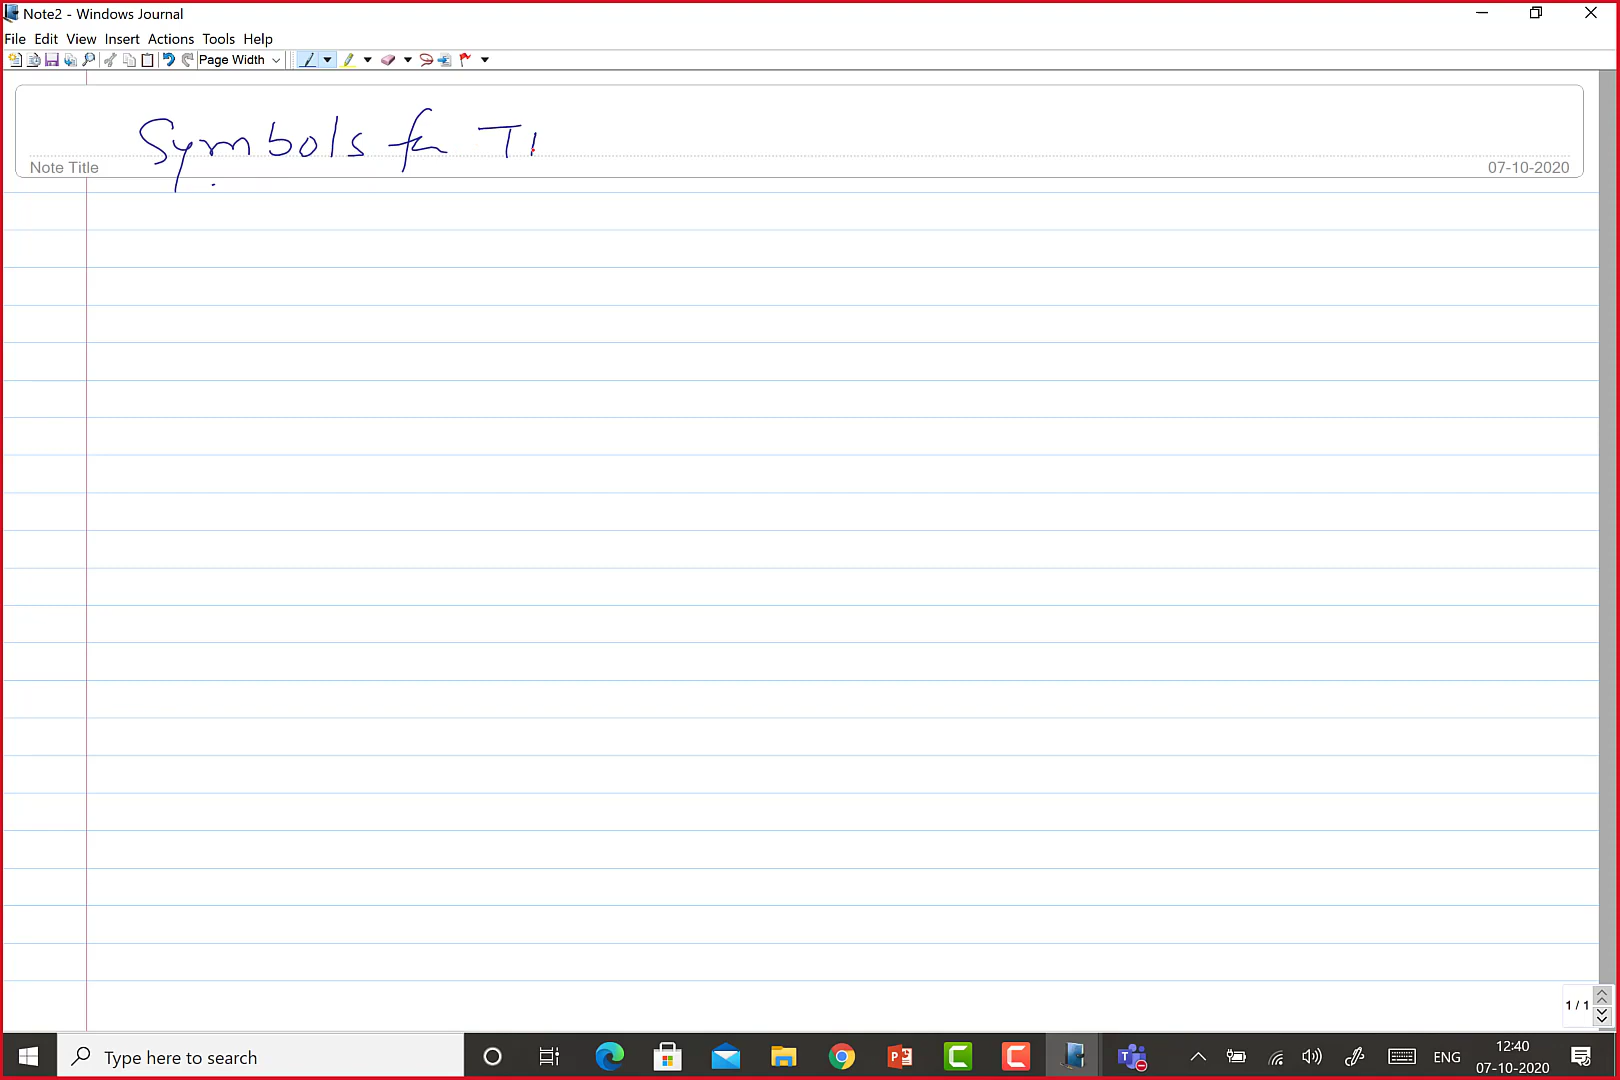 Note2 - Windows Journal
File Edit View Insert Actions Tools Help
Page Width
Symbols for T
Note Title
07-10-2020
1 / 1
Type here to search
ENG
12:40
07-10-2020